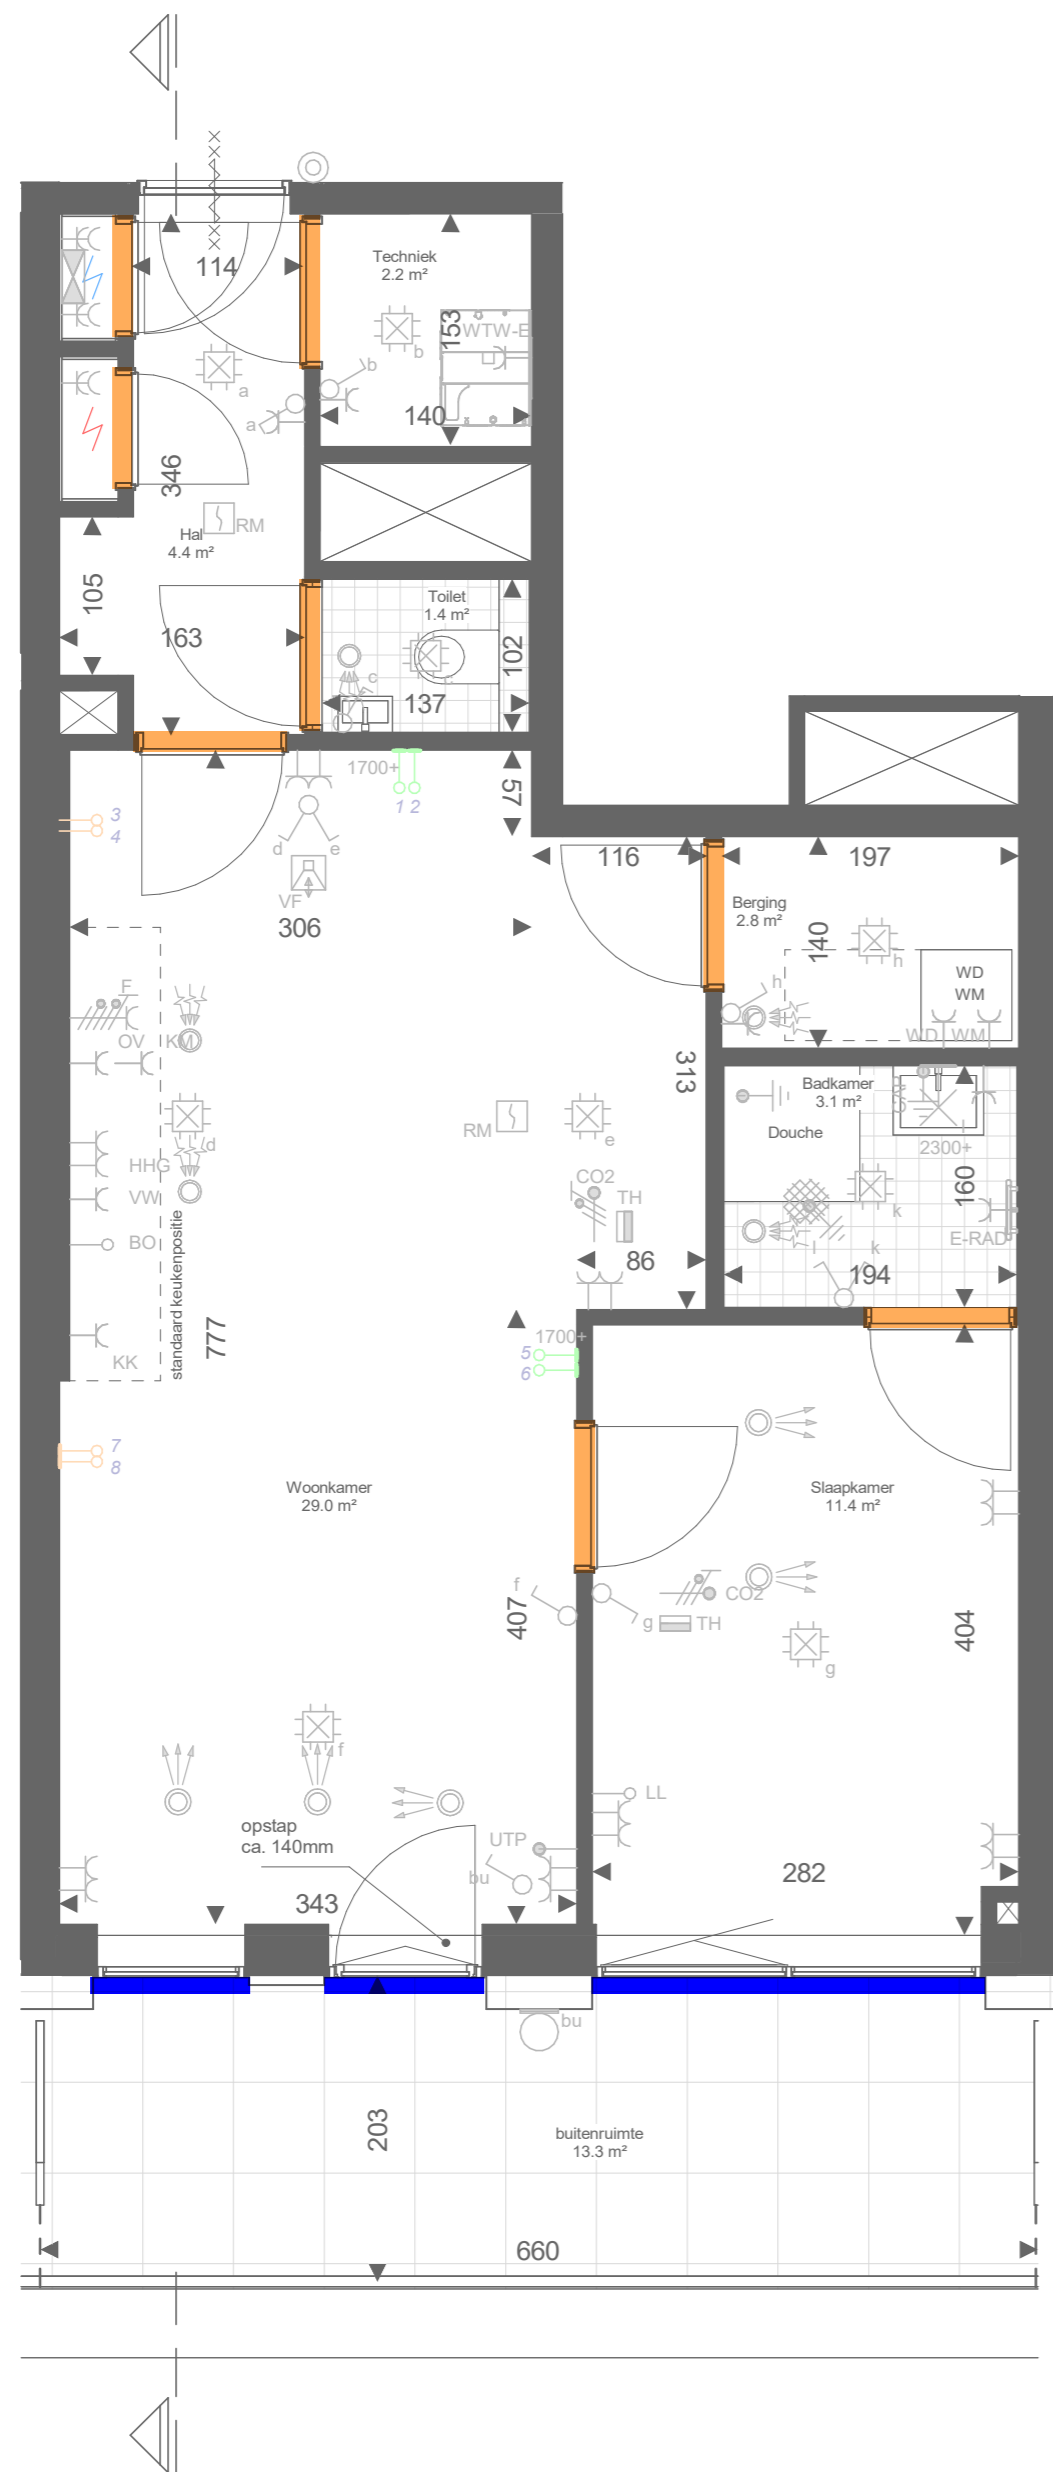 114
Techniek
2.2 m²
153
WTW-E
b
b
a
a
140
346
RM
Hal
4.4 m²
105
163
Toilet
1.4 m²
102
c
137
1700+
1 2
57
3
4
d
e
VF
306
116
197
Berging
2.8 m²
140
h
h
WD
WM
WD
WM
F
OV
KM
313
Badkamer
3.1 m²
Douche
2300+
160
d
HHG
VW
BO
KK
standaard keukenpositie
777
RM
e
CO2
TH
86
k
E-RAD
l
k
194
1700+
5
6
7
8
Woonkamer
29.0 m²
Slaapkamer
11.4 m²
f
407
g
CO2
TH
404
g
f
opstap
ca. 140mm
UTP
bu
LL
343
282
bu
203
buitenruimte
13.3 m²
660